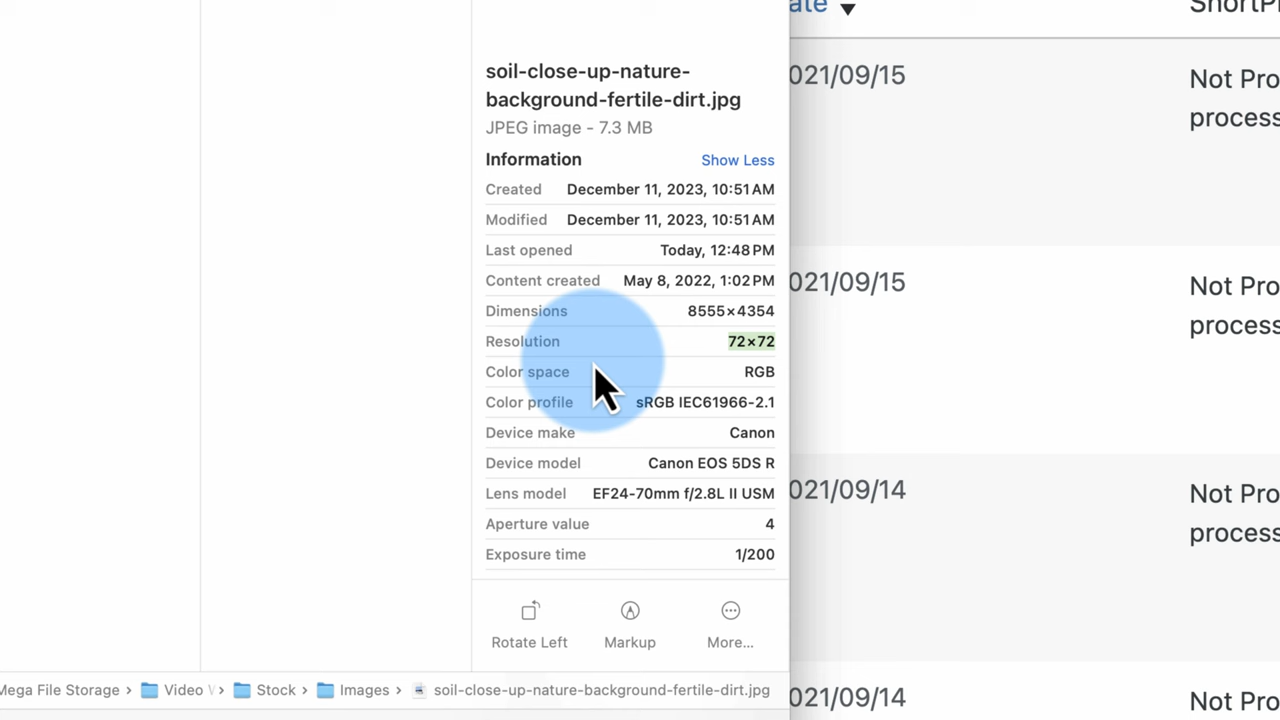 soil-close-up-nature-
background-fertile-dirt.jpg
JPEG image - 7.3 MB
Information Show Less
Created December 11, 2023, 10:51 AM
Modified December 11, 2023, 10:51 AM
Last opened Today, 12:48 PM
Content created May 8, 2022, 1:02 PM
Dimensions 8555×4354
Resolution 72×72
Color space RGB
Color profile sRGB IEC61966-2.1
Device make Canon
Device model Canon EOS 5DS R
Lens model EF24-70mm f/2.8L II USM
Aperture value 4
Exposure time 1/200
Rotate Left Markup More...
Mega File Storage › Video › Stock › Images › soil-close-up-nature-background-fertile-dirt.jpg
021/09/15
Not Pro
process
021/09/15
Not Pro
process
021/09/14
Not Pro
process
021/09/14
Not Pro